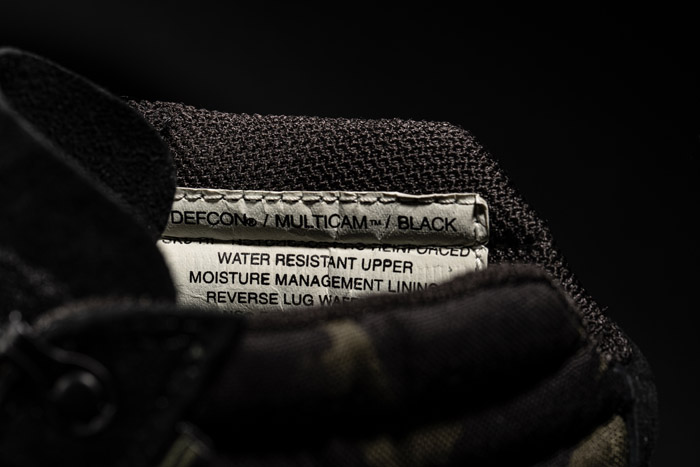 DEFCON® / MULTICAM™ / BLACK
REINFORCED
WATER RESISTANT UPPER
MOISTURE MANAGEMENT LINING
REVERSE LUG